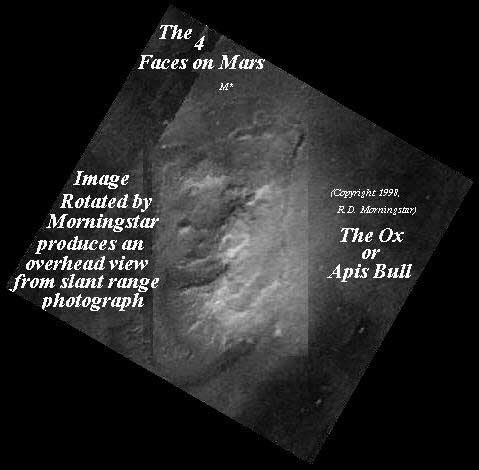 The 4
Faces on Mars
M*
Image
Rotated by
Morningstar
produces an
overhead view
from slant range
photograph
(Copyright 1998,
R.D. Morningstar)
The Ox
or
Apis Bull